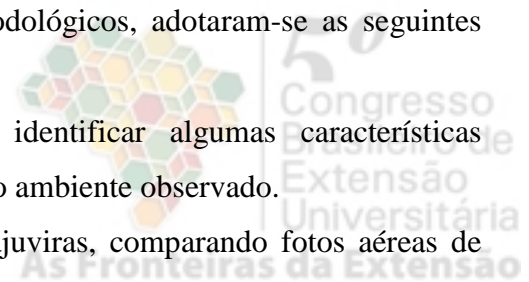 odológicos, adotaram-se as seguintes
5º
Congresso
identificar algumas características
Brasileiro de
o ambiente observado.
Extensão
Universitária
juviras, comparando fotos aéreas de
As Fronteiras da Extensão